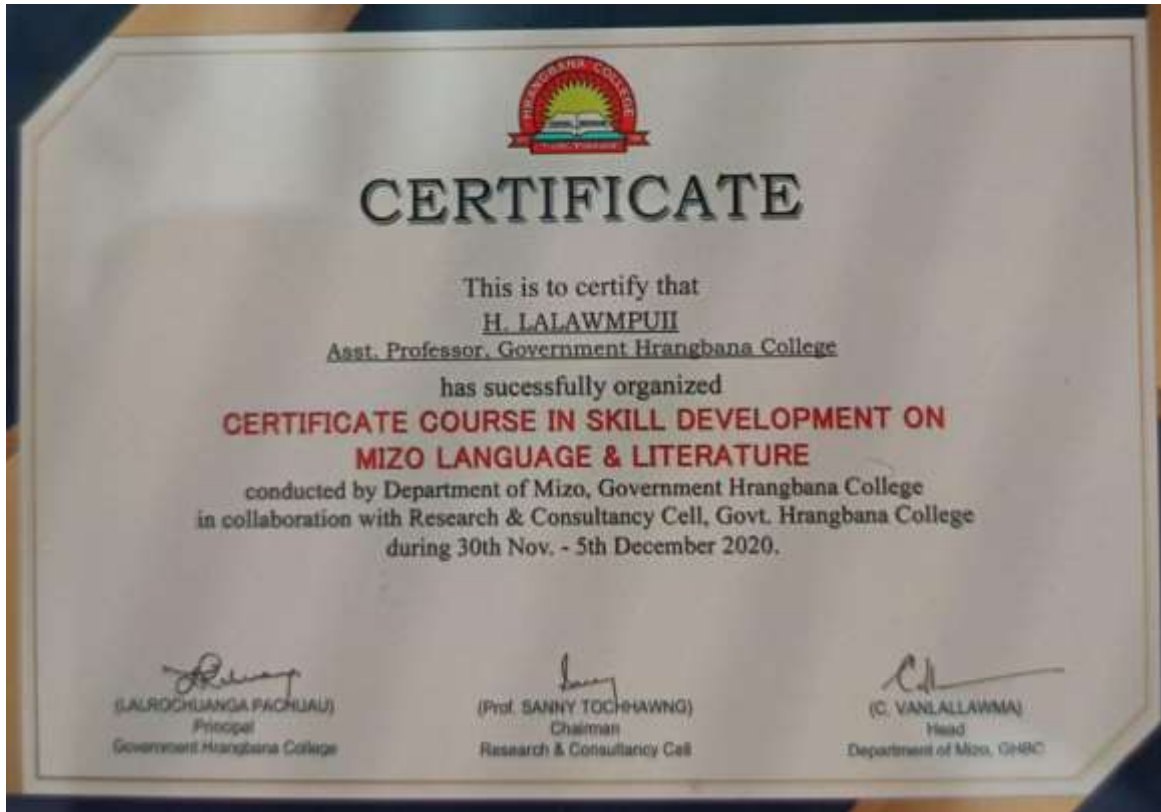 HRANGBANA COLLEGE
CERTIFICATE
This is to certify that
H. LALAWMPUII
Asst. Professor, Government Hrangbana College
has sucessfully organized
CERTIFICATE COURSE IN SKILL DEVELOPMENT ON
MIZO LANGUAGE & LITERATURE
conducted by Department of Mizo, Government Hrangbana College
in collaboration with Research & Consultancy Cell, Govt. Hrangbana College
during 30th Nov. - 5th December 2020.
(LALROCHUANGA PACHUAU)
Principal
Government Hrangbana College
(Prof. SANNY TOCHHAWNG)
Chairman
Research & Consultancy Cell
(C. VANLALLAWMA)
Head
Department of Mizo, GHBC